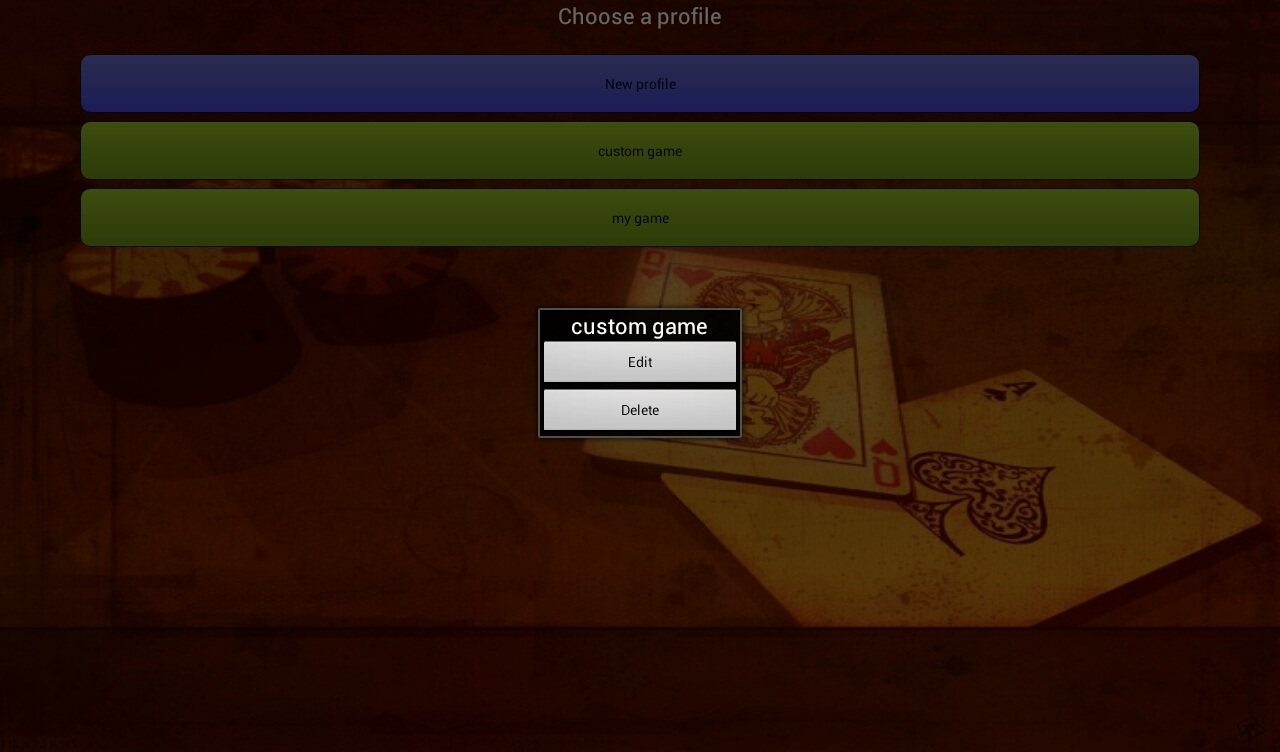 Choose a profile
New profile
custom game
my game
custom game
Edit
Delete
Q
Q
A